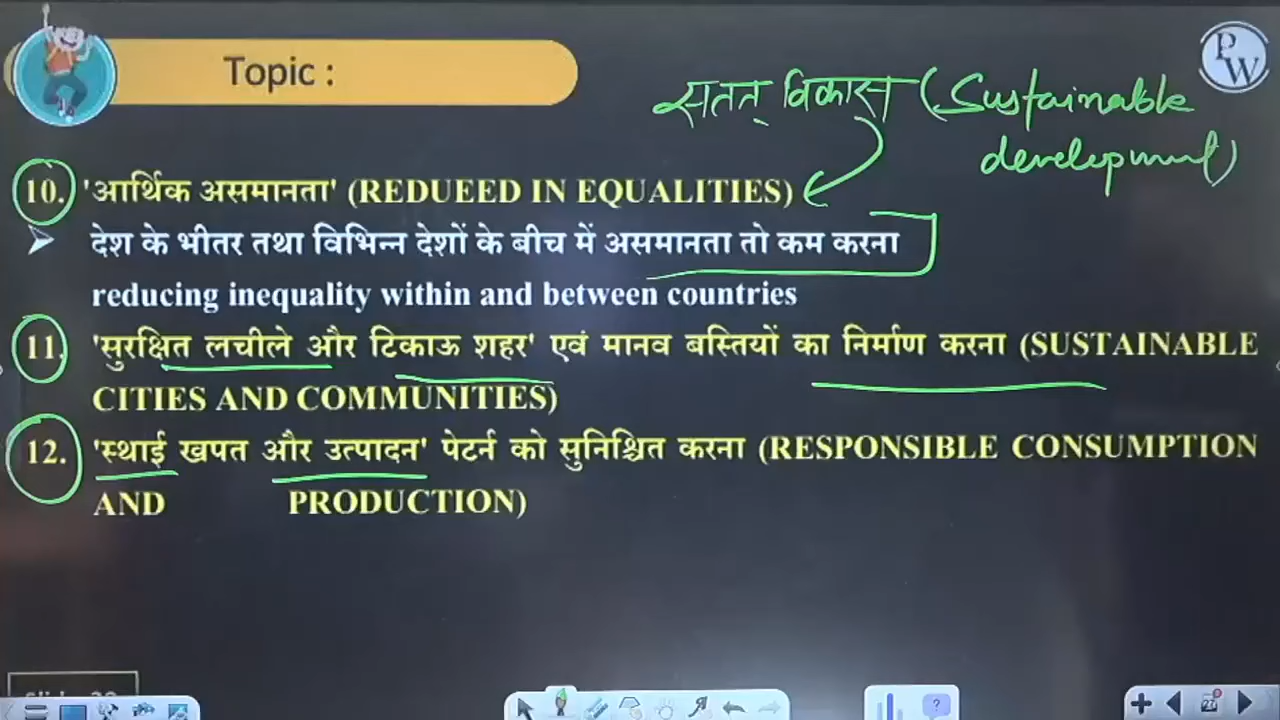 Topic :
PW
सतत् विकास (Sustainable
development)
10. 'आर्थिक असमानता' (REDUEED IN EQUALITIES)
➤ देश के भीतर तथा विभिन्न देशों के बीच में असमानता तो कम करना
reducing inequality within and between countries
11. 'सुरक्षित लचीले और टिकाऊ शहर' एवं मानव बस्तियों का निर्माण करना (SUSTAINABLE
CITIES AND COMMUNITIES)
12. 'स्थाई खपत और उत्पादन' पेटर्न को सुनिश्चित करना (RESPONSIBLE CONSUMPTION
AND PRODUCTION)